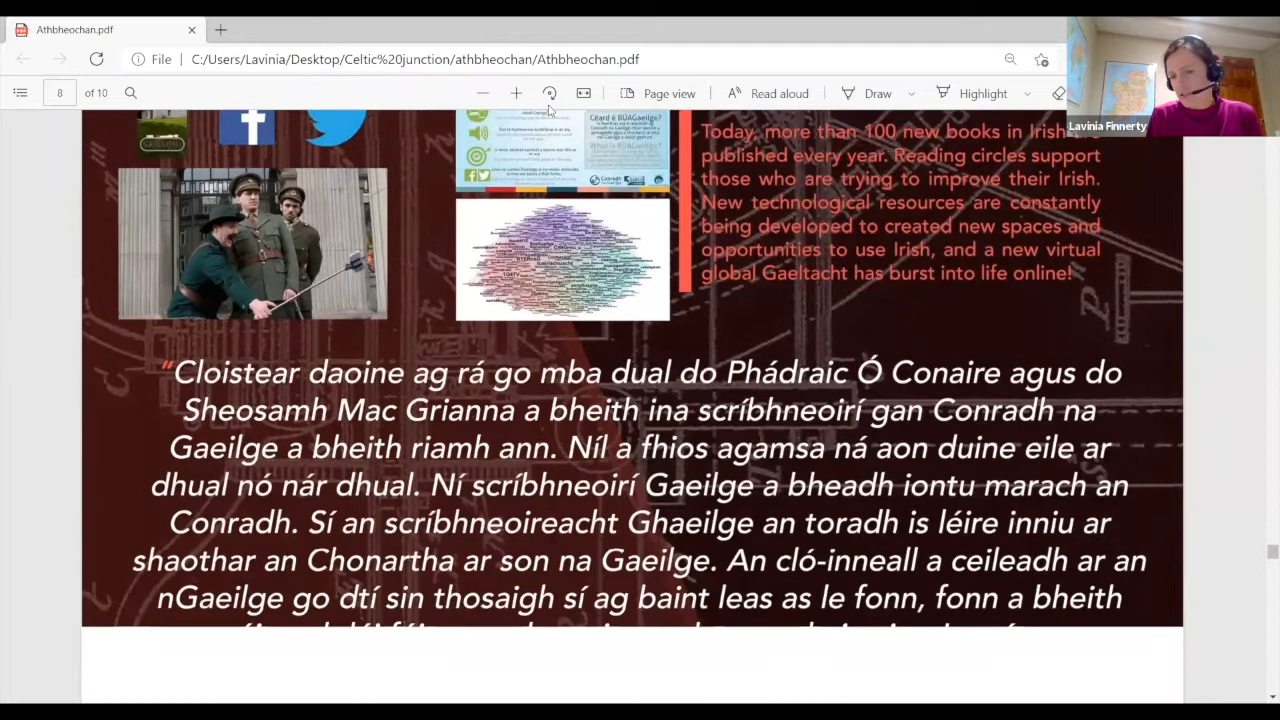 Athbheochan.pdf
File
C:/Users/Lavinia/Desktop/Celtic%20junction/athbheochan/Athbheochan.pdf
8 of 10
Page view
Read aloud
Draw
Highlight
Lavinia Finnerty
Céard é BUAGaeilge?
Today, more than 100 new books in Irish
published every year. Reading circles support
those who are trying to improve their Irish.
New technological resources are constantly
being developed to created new spaces and
opportunities to use Irish, and a new virtual
global Gaeltacht has burst into life online!
"Cloistear daoine ag rá go mba dual do Phádraic Ó Conaire agus do
Sheosamh Mac Grianna a bheith ina scríbhneoirí gan Conradh na
Gaeilge a bheith riamh ann. Níl a fhios agamsa ná aon duine eile ar
dhual nó nár dhual. Ní scríbhneoirí Gaeilge a bheadh iontu marach an
Conradh. Sí an scríbhneoireacht Ghaeilge an toradh is léire inniu ar
shaothar an Chonartha ar son na Gaeilge. An cló-inneall a ceileadh ar an
nGaeilge go dtí sin thosaigh sí ag baint leas as le fonn, fonn a bheith